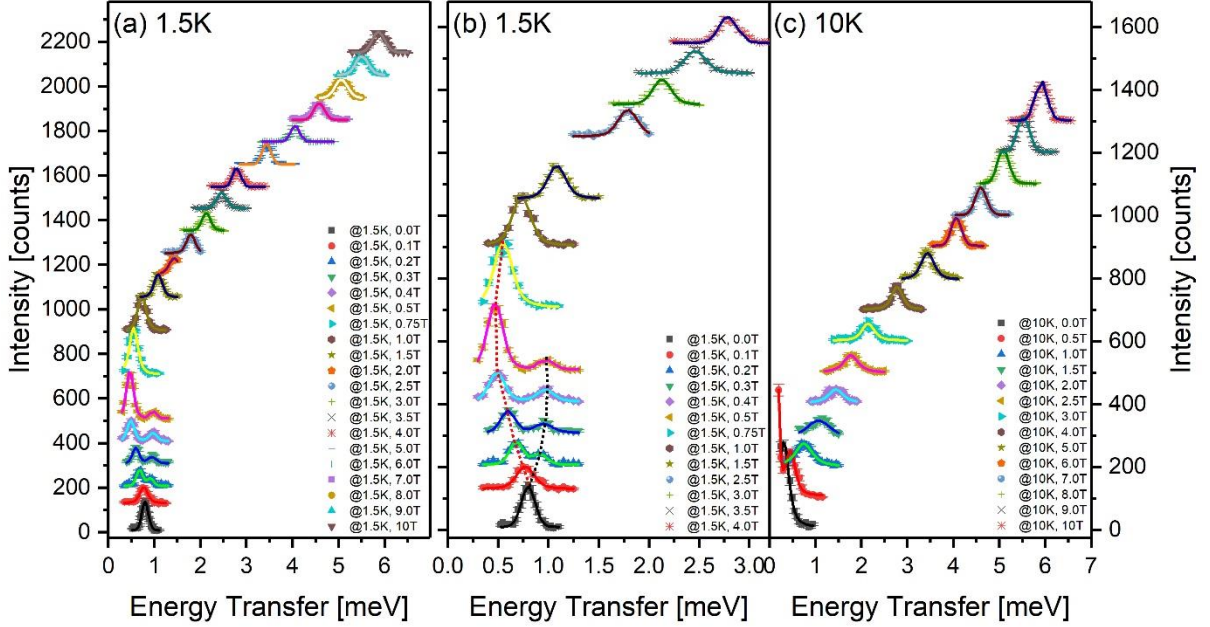 (a) 1.5K
2200
2000
1800
1600
1400
1200
1000
800
600
400
200
0
Intensity [counts]
0 1 2 3 4 5 6
Energy Transfer [meV]
@1.5K, 0.0T
@1.5K, 0.1T
@1.5K, 0.2T
@1.5K, 0.3T
@1.5K, 0.4T
@1.5K, 0.5T
@1.5K, 0.75T
@1.5K, 1.0T
@1.5K, 1.5T
@1.5K, 2.0T
@1.5K, 2.5T
@1.5K, 3.0T
@1.5K, 3.5T
@1.5K, 4.0T
@1.5K, 5.0T
@1.5K, 6.0T
@1.5K, 7.0T
@1.5K, 8.0T
@1.5K, 9.0T
@1.5K, 10T
(b) 1.5K
0.0 0.5 1.0 1.5 2.0 2.5 3.0
Energy Transfer [meV]
@1.5K, 0.0T
@1.5K, 0.1T
@1.5K, 0.2T
@1.5K, 0.3T
@1.5K, 0.4T
@1.5K, 0.5T
@1.5K, 0.75T
@1.5K, 1.0T
@1.5K, 1.5T
@1.5K, 2.5T
@1.5K, 3.0T
@1.5K, 3.5T
@1.5K, 4.0T
(c) 10K
1600
1400
1200
1000
800
600
400
200
0
Intensity [counts]
0 1 2 3 4 5 6 7
Energy Transfer [meV]
@10K, 0.0T
@10K, 0.5T
@10K, 1.0T
@10K, 1.5T
@10K, 2.0T
@10K, 2.5T
@10K, 3.0T
@10K, 4.0T
@10K, 5.0T
@10K, 6.0T
@10K, 7.0T
@10K, 8.0T
@10K, 9.0T
@10K, 10T